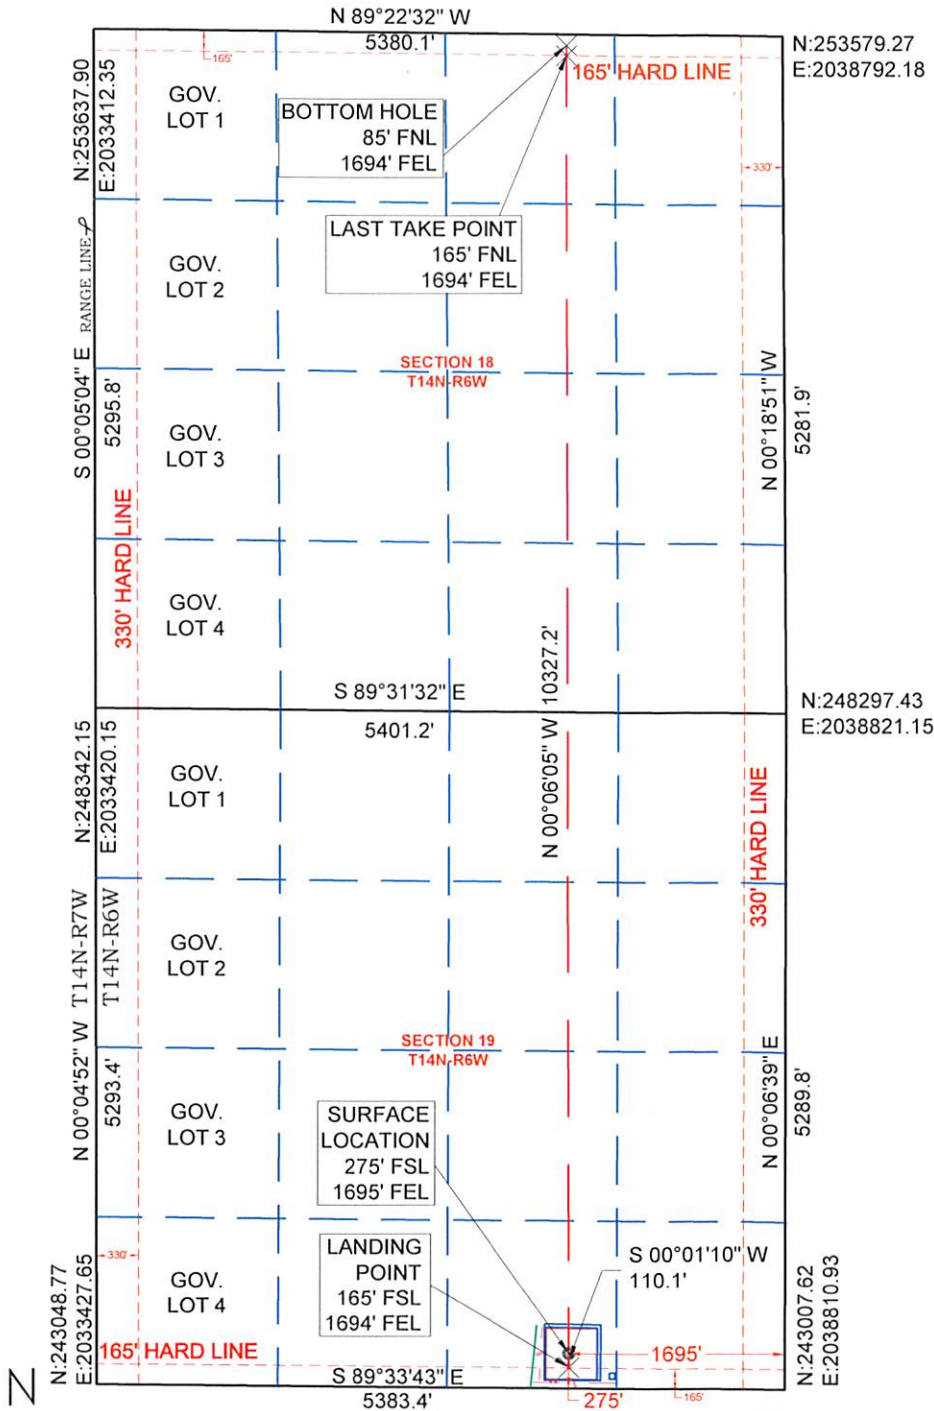 N 89°22'32" W
5380.1'
N:253579.27
E:2038792.18
N:253637.90
E:2033412.35
165'
165' HARD LINE
GOV.
LOT 1
BOTTOM HOLE
85' FNL
1694' FEL
330'
LAST TAKE POINT
165' FNL
1694' FEL
RANGE LINE
GOV.
LOT 2
S 00°05'04" E
5295.8'
SECTION 18
T14N-R6W
N 00°18'51" W
5281.9'
GOV.
LOT 3
330' HARD LINE
GOV.
LOT 4
N 00°06'05" W 10327.2'
S 89°31'32" E
5401.2'
N:248297.43
E:2038821.15
N:248342.15
E:2033420.15
GOV.
LOT 1
330' HARD LINE
T14N-R7W
T14N-R6W
GOV.
LOT 2
SECTION 19
T14N-R6W
N 00°04'52" W
5293.4'
N 00°06'39" E
5289.8'
GOV.
LOT 3
SURFACE
LOCATION
275' FSL
1695' FEL
LANDING
POINT
165' FSL
1694' FEL
S 00°01'10" W
110.1'
330'
GOV.
LOT 4
N:243048.77
E:2033427.65
N:243007.62
E:2038810.93
165' HARD LINE
1695'
S 89°33'43" E
5383.4'
275'
165'
N